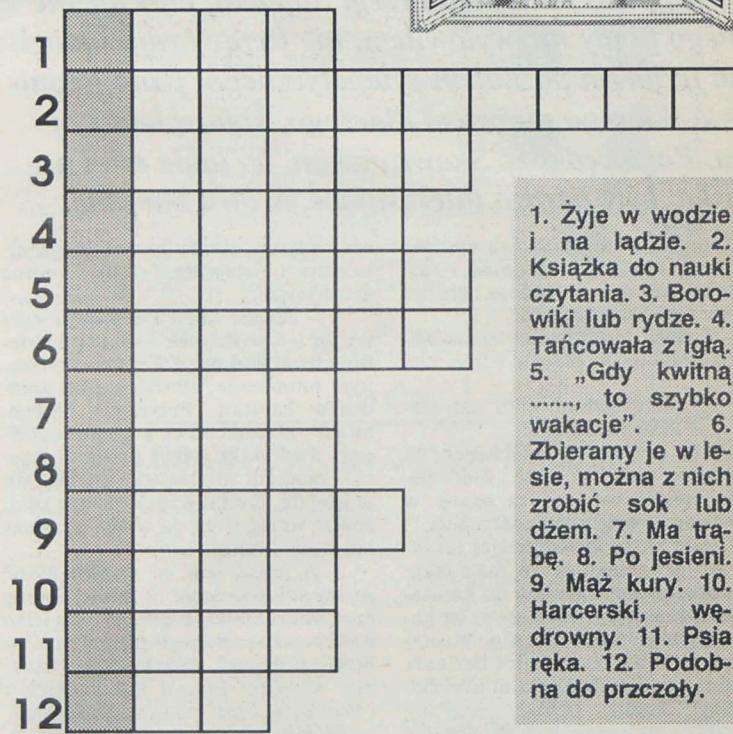 1
2
3
4
5
6
7
8
9
10
11
12
1. Żyje w wodzie
i na lądzie. 2.
Książka do nauki
czytania. 3. Boro-
wiki lub rydze. 4.
Tańcowała z igłą.
5. „Gdy kwitną
......., to szybko
wakacje". 6.
Zbieramy je w le-
sie, można z nich
zrobić sok lub
dżem. 7. Ma trą-
bę. 8. Po jesieni.
9. Mąż kury. 10.
Harcerski, wę-
drowny. 11. Psia
ręka. 12. Podob-
na do przczoły.